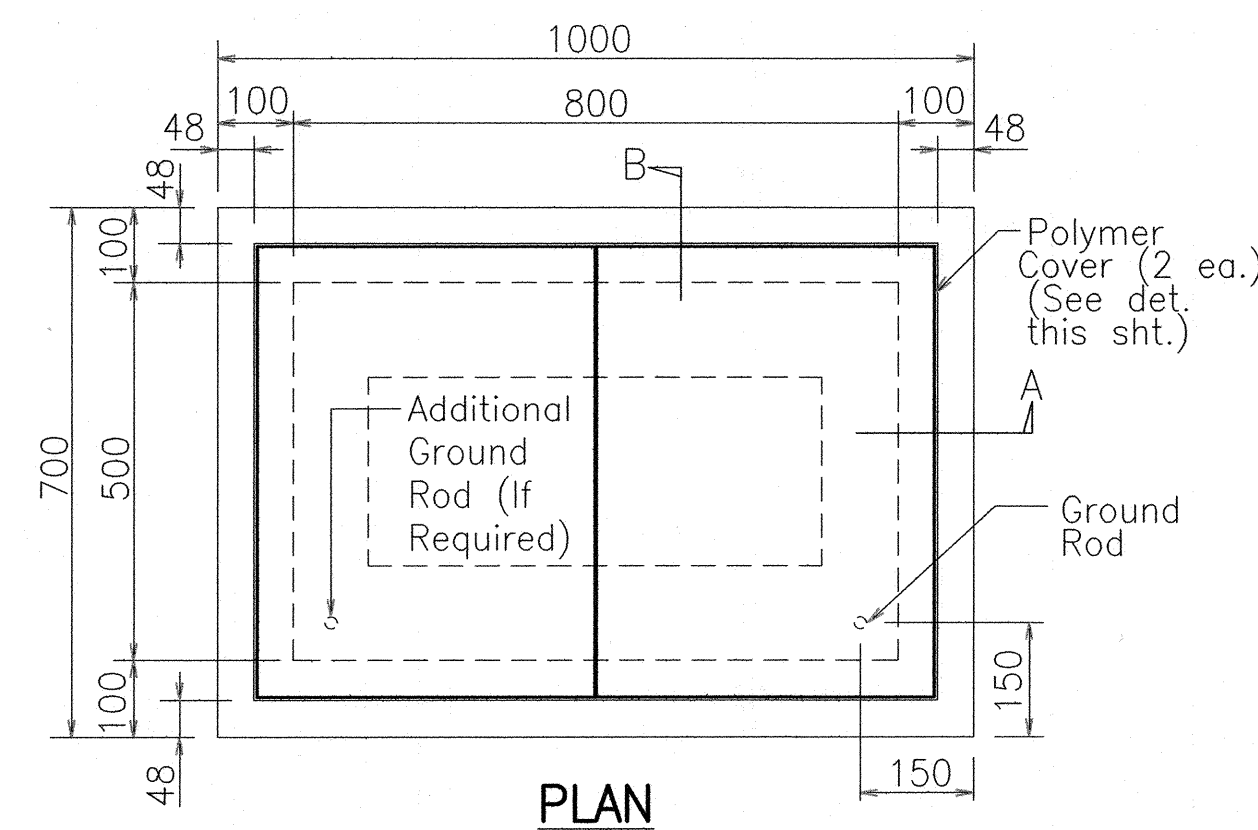 1000
100
800
100
48
48
48
B
100
Polymer
Cover (2 ea.)
(See det.
this sht.)
A
Additional
Ground
Rod (If
Required)
700
500
Ground
Rod
100
150
48
150
PLAN